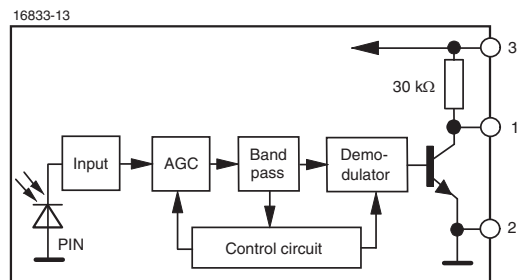 16833-13
3
30 kΩ
1
Input
AGC
Band
pass
Demo-
dulator
2
PIN
Control circuit